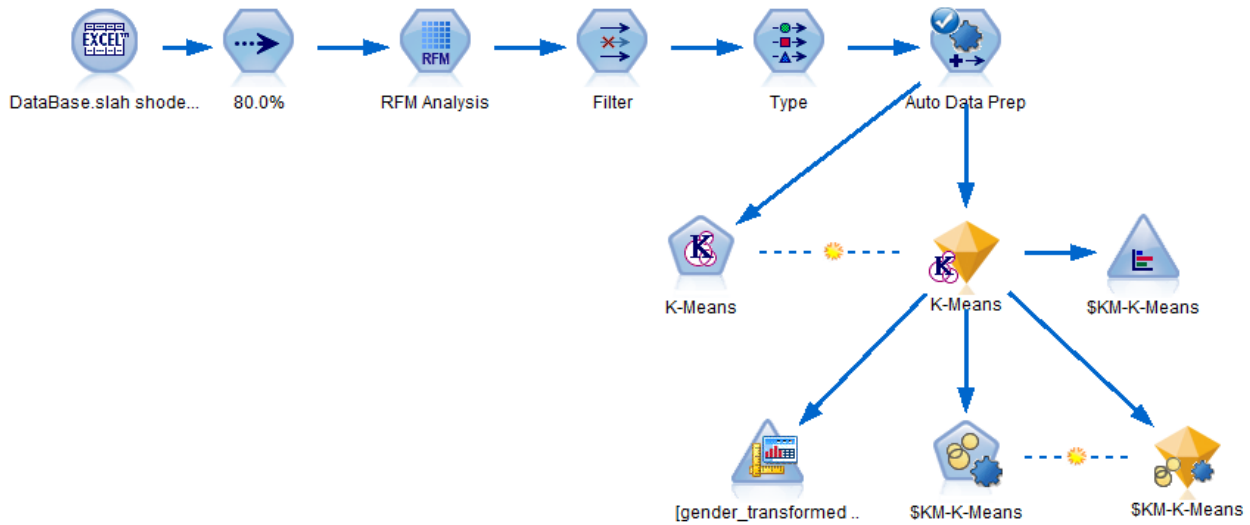 EXCEL
RFM
DataBase.slah shode...
80.0%
RFM Analysis
Filter
Type
Auto Data Prep
K
K
K-Means
K-Means
$KM-K-Means
[gender_transformed ..
$KM-K-Means
$KM-K-Means